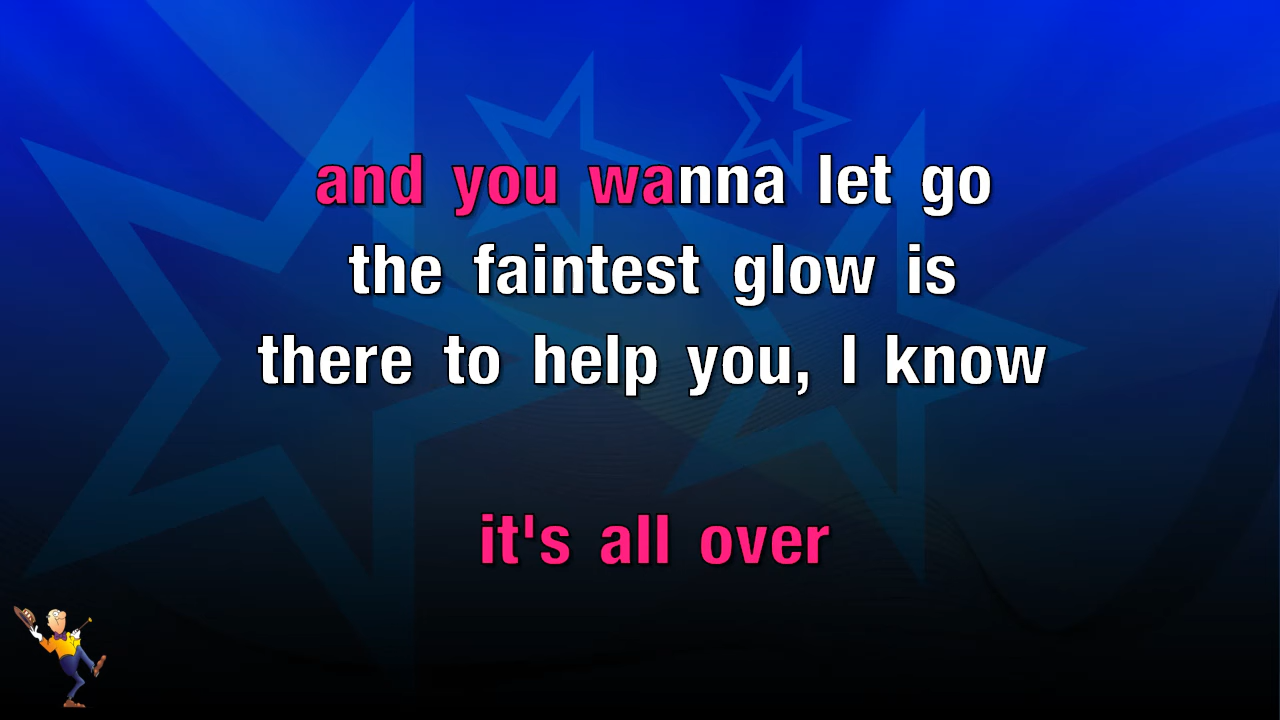 and you wanna let go
the faintest glow is
there to help you, I know
it's all over